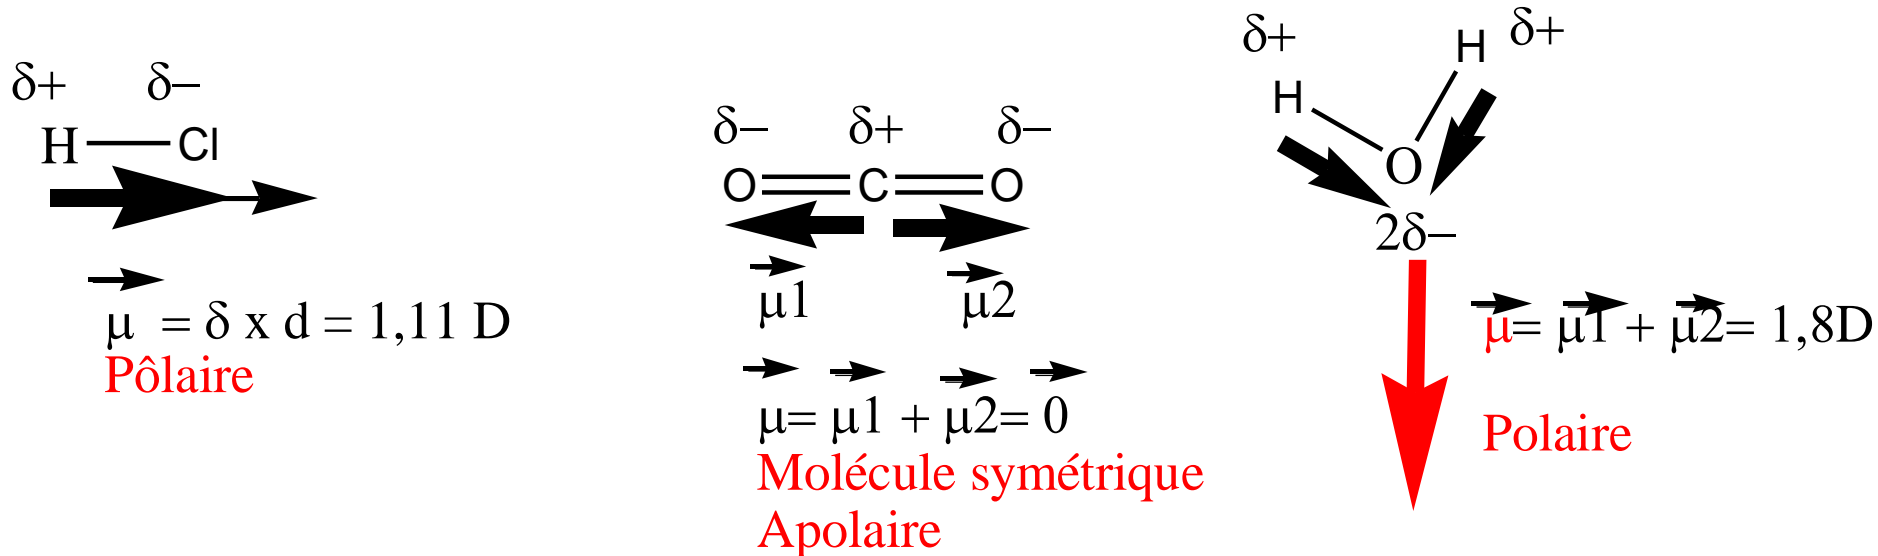 δ+ δ−
H Cl
μ = δ x d = 1,11 D
Pôlaire
δ− δ+ δ−
O C O
μ1 μ2
μ= μ1 + μ2= 0
Molécule symétrique
Apolaire
δ+ H δ+
H
O
2δ−
μ= μ1 + μ2= 1,8D
Polaire